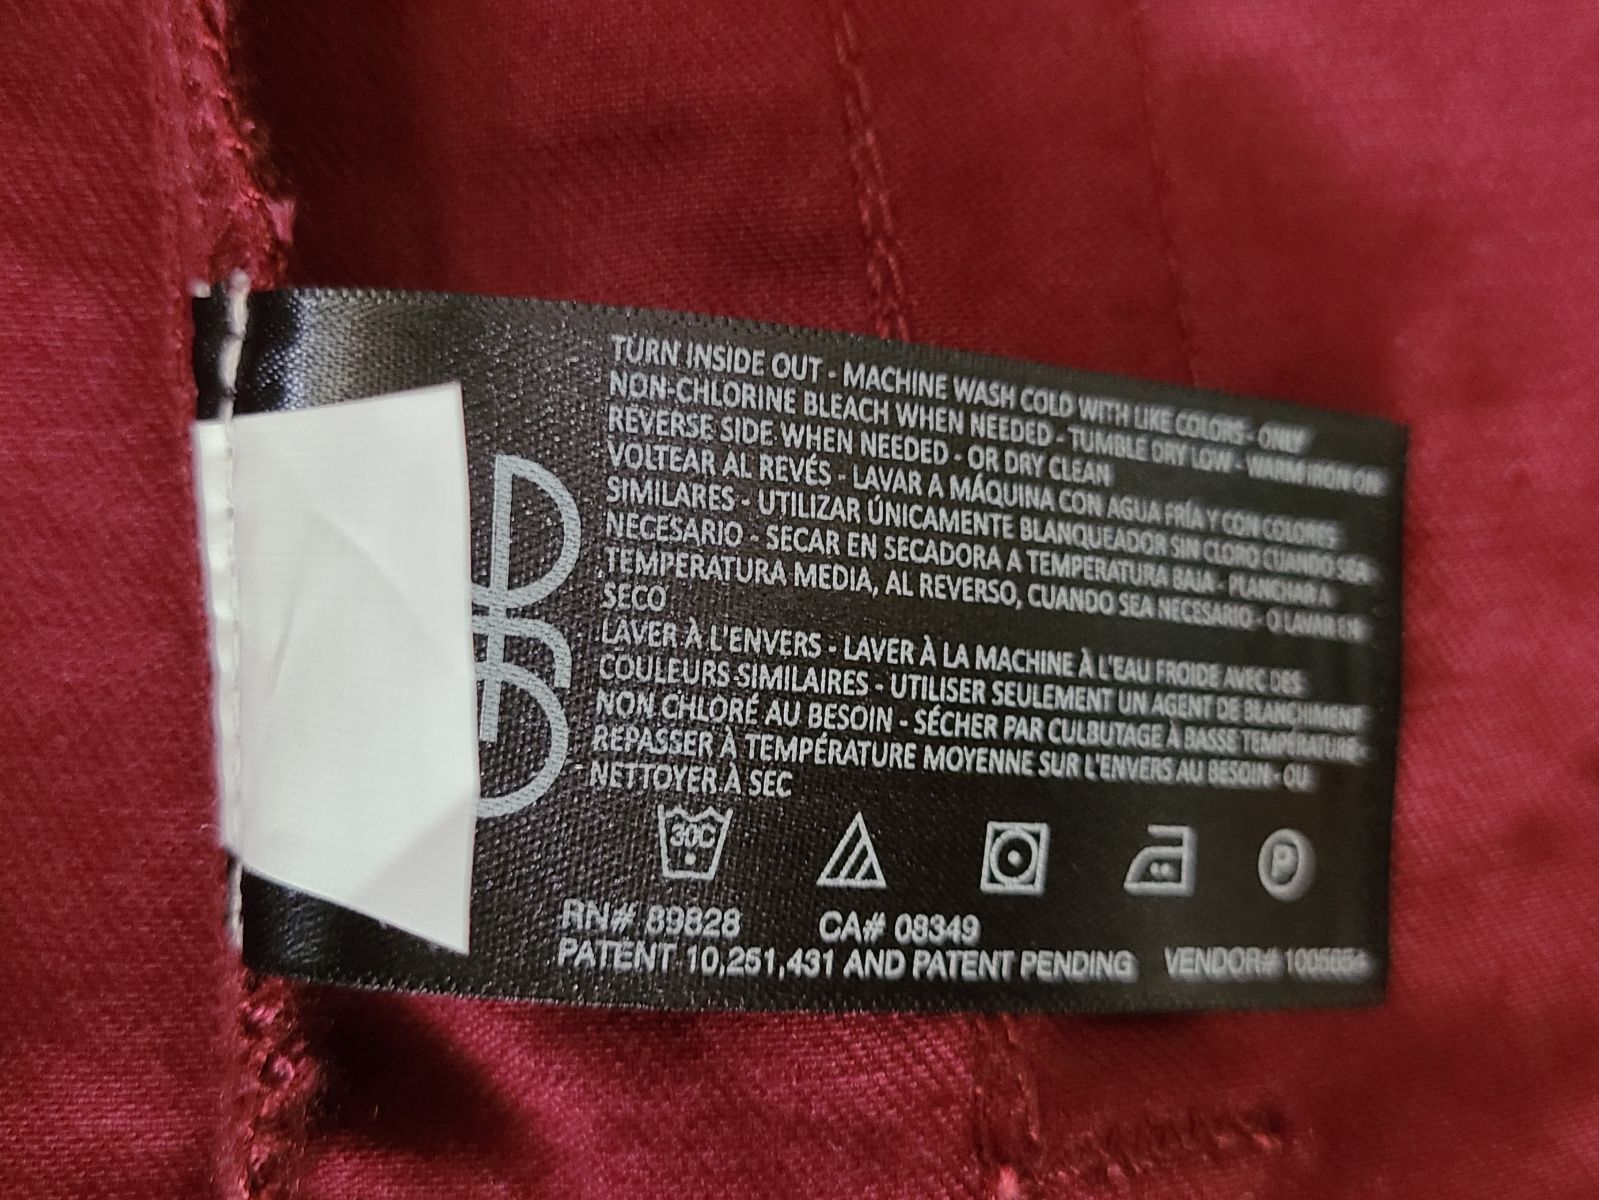 TURN INSIDE OUT - MACHINE WASH COLD WITH LIKE COLORS - ONLY
NON-CHLORINE BLEACH WHEN NEEDED - TUMBLE DRY LOW - WARM IRON ON
REVERSE SIDE WHEN NEEDED - OR DRY CLEAN
VOLTEAR AL REVÉS - LAVAR A MÁQUINA CON AGUA FRÍA Y CON COLORES
SIMILARES - UTILIZAR ÚNICAMENTE BLANQUEADOR SIN CLORO CUANDO SEA
NECESARIO - SECAR EN SECADORA A TEMPERATURA BAJA - PLANCHAR A
TEMPERATURA MEDIA, AL REVERSO, CUANDO SEA NECESARIO - O LAVAR EN
SECO
LAVER À L'ENVERS - LAVER À LA MACHINE À L'EAU FROIDE AVEC DES
COULEURS SIMILAIRES - UTILISER SEULEMENT UN AGENT DE BLANCHIMENT
NON CHLORÉ AU BESOIN - SÉCHER PAR CULBUTAGE À BASSE TEMPÉRATURE -
REPASSER À TEMPÉRATURE MOYENNE SUR L'ENVERS AU BESOIN - OU
NETTOYER À SEC
30C P
RN# 89828 CA# 08349
PATENT 10,251,431 AND PATENT PENDING VENDOR#